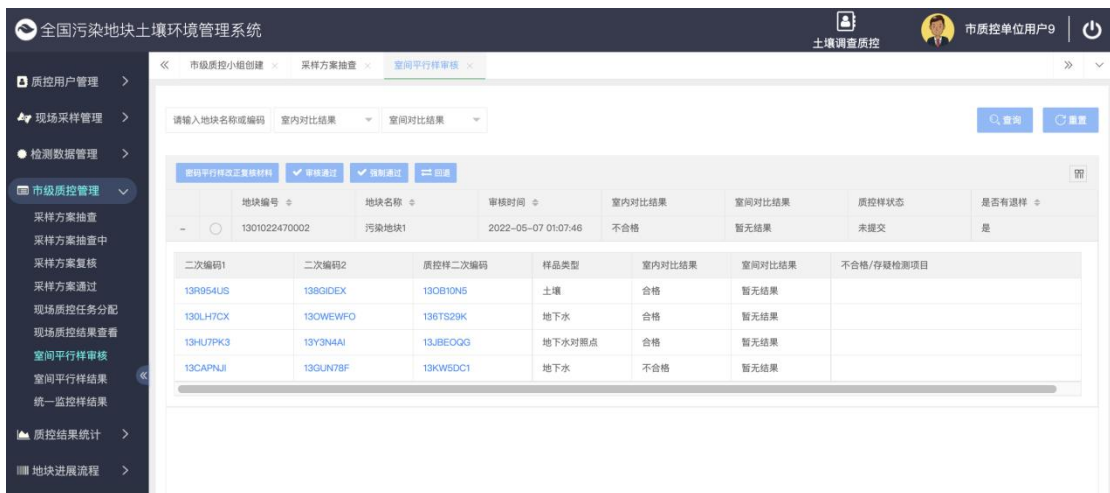 全国污染地块土壤环境管理系统
土壤调查质控
市质控单位用户9
质控用户管理
现场采样管理
检测数据管理
市级质控管理
采样方案抽查
采样方案抽查中
采样方案复核
采样方案通过
现场质控任务分配
现场质控结果查看
室间平行样审核
室间平行样结果
统一监控样结果
质控结果统计
地块进展流程
市级质控小组创建 × 采样方案抽查 × 室间平行样审核 ×
请输入地块名称或编码 室内对比结果 室间对比结果 查询 重置
密码平行样改正复核材料 审核通过 强制通过 回退
地块编号 地块名称 审核时间 室内对比结果 室间对比结果 质控样状态 是否有退样
1301022470002 污染地块1 2022-05-07 01:07:46 不合格 暂无结果 未提交 是
二次编码1 二次编码2 质控样二次编码 样品类型 室内对比结果 室间对比结果 不合格/存疑检测项目
13R954US 138GIDEX 13OB10N5 土壤 合格 暂无结果
130LH7CX 13OWEWFO 136TS29K 地下水 合格 暂无结果
13HU7PK3 13Y3N4AI 13JBEOQG 地下水对照点 合格 暂无结果
13CAPNJI 13GUN78F 13KW5DC1 地下水 不合格 暂无结果